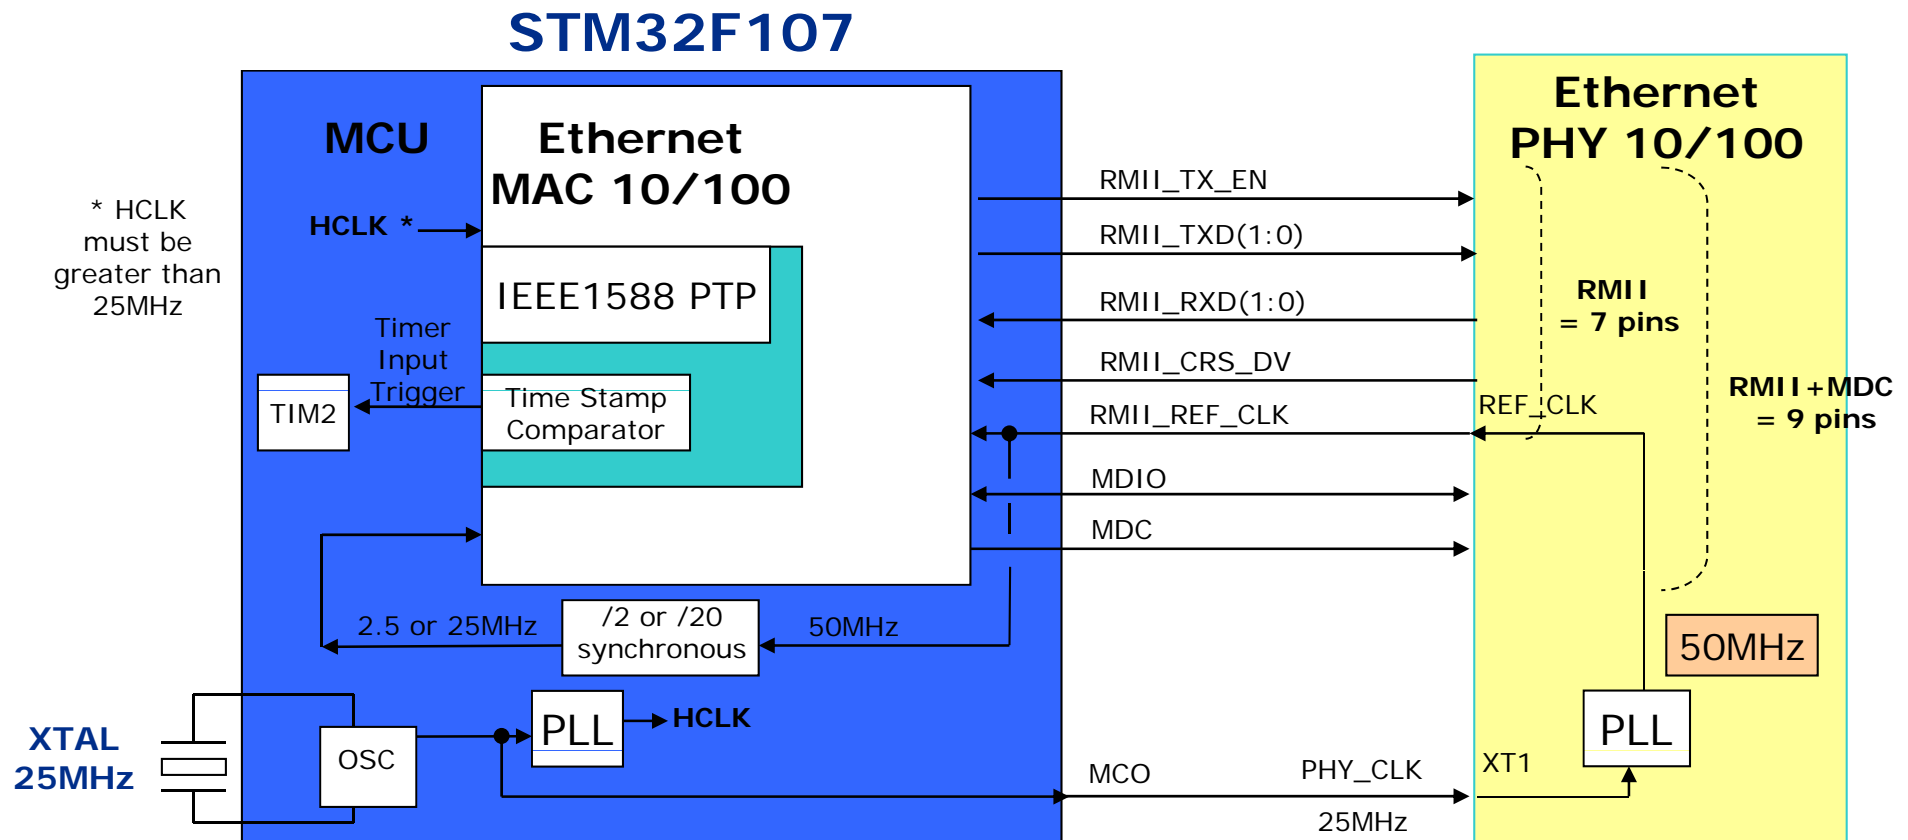 STM32F107
MCU
Ethernet
MAC 10/100
Ethernet
PHY 10/100
* HCLK
must be
greater than
25MHz
HCLK *
IEEE1588 PTP
Timer
Input
Trigger
TIM2
Time Stamp
Comparator
RMII_TX_EN
RMII_TXD(1:0)
RMII_RXD(1:0)
RMII_CRS_DV
RMII_REF_CLK
MDIO
MDC
RMII
= 7 pins
RMII+MDC
= 9 pins
REF_CLK
2.5 or 25MHz
/2 or /20
synchronous
50MHz
50MHz
XTAL
25MHz
OSC
PLL
HCLK
MCO
PHY_CLK
25MHz
XT1
PLL